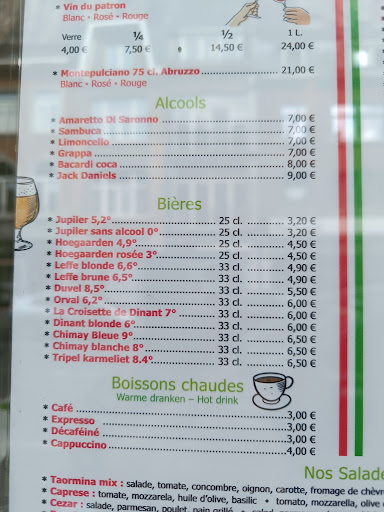 * Vin du patron
Blanc • Rosé • Rouge
Verre ¼ ½ 1 L.
4,00 € 7,50 € 14,50 € 24,00 €
* Montepulciano 75 cl. Abruzzo 21,00 €
Blanc • Rosé • Rouge
Alcools
* Amaretto Di Saronno 7,00 €
* Sambuca 7,00 €
* Limoncello 7,00 €
* Grappa 7,00 €
* Bacardi coca 8,00 €
* Jack Daniels 9,00 €
Bières
* Jupiler 5,2° 25 cl. 3,20 €
* Jupiler sans alcool 0° 25 cl. 3,20 €
* Hoegaarden 4,9° 25 cl. 4,50 €
* Hoegaarden rosée 3° 25 cl. 4,50 €
* Leffe blonde 6,6° 33 cl. 4,90 €
* Leffe brune 6,5° 33 cl. 4,90 €
* Duvel 8,5° 33 cl. 5,50 €
* Orval 6,2° 33 cl. 6,00 €
* La Croisette de Dinant 7° 33 cl. 6,00 €
* Dinant blonde 6° 33 cl. 6,00 €
* Chimay Bleue 9° 33 cl. 6,50 €
* Chimay blanche 8° 33 cl. 6,50 €
* Tripel karmeliet 8.4° 33 cl. 6,50 €
Boissons chaudes
Warme dranken – Hot drink
* Café 3,00 €
* Expresso 3,00 €
* Décaféiné 3,00 €
* Cappuccino 4,00 €
Nos Salade
* Taormina mix : salade, tomate, concombre, oignon, carotte, fromage de chèvr
* Caprese : tomate, mozzarela, huile d'olive, basilic • tomato, mozzarella, olive
* Cezar : salade, parmesan, poulet, pain grillé